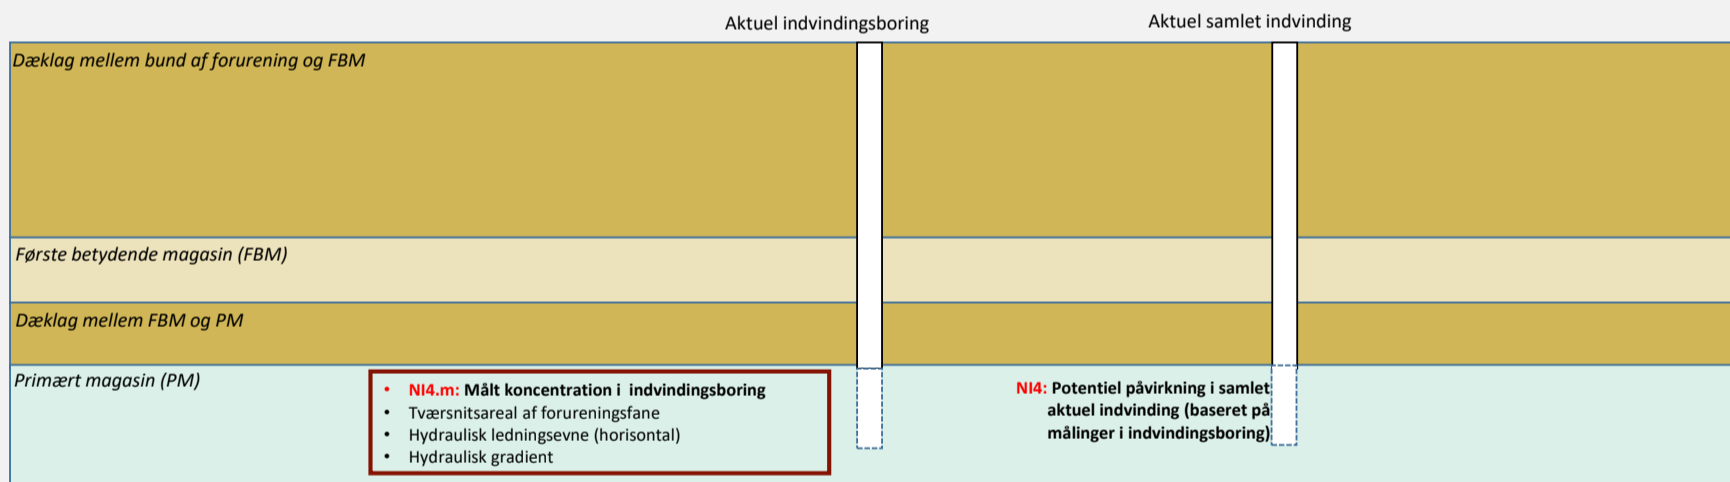 Aktuel indvindingsboring
Aktuel samlet indvinding
Dæklag mellem bund af forurening og FBM
Første betydende magasin (FBM)
Dæklag mellem FBM og PM
Primært magasin (PM)
• NI4.m: Målt koncentration i indvindingsboring
• Tværsnitsareal af forureningsfane
• Hydraulisk ledningsevne (horisontal)
• Hydraulisk gradient
NI4: Potentiel påvirkning i samlet
aktuel indvinding (baseret på
målinger i indvindingsboring)